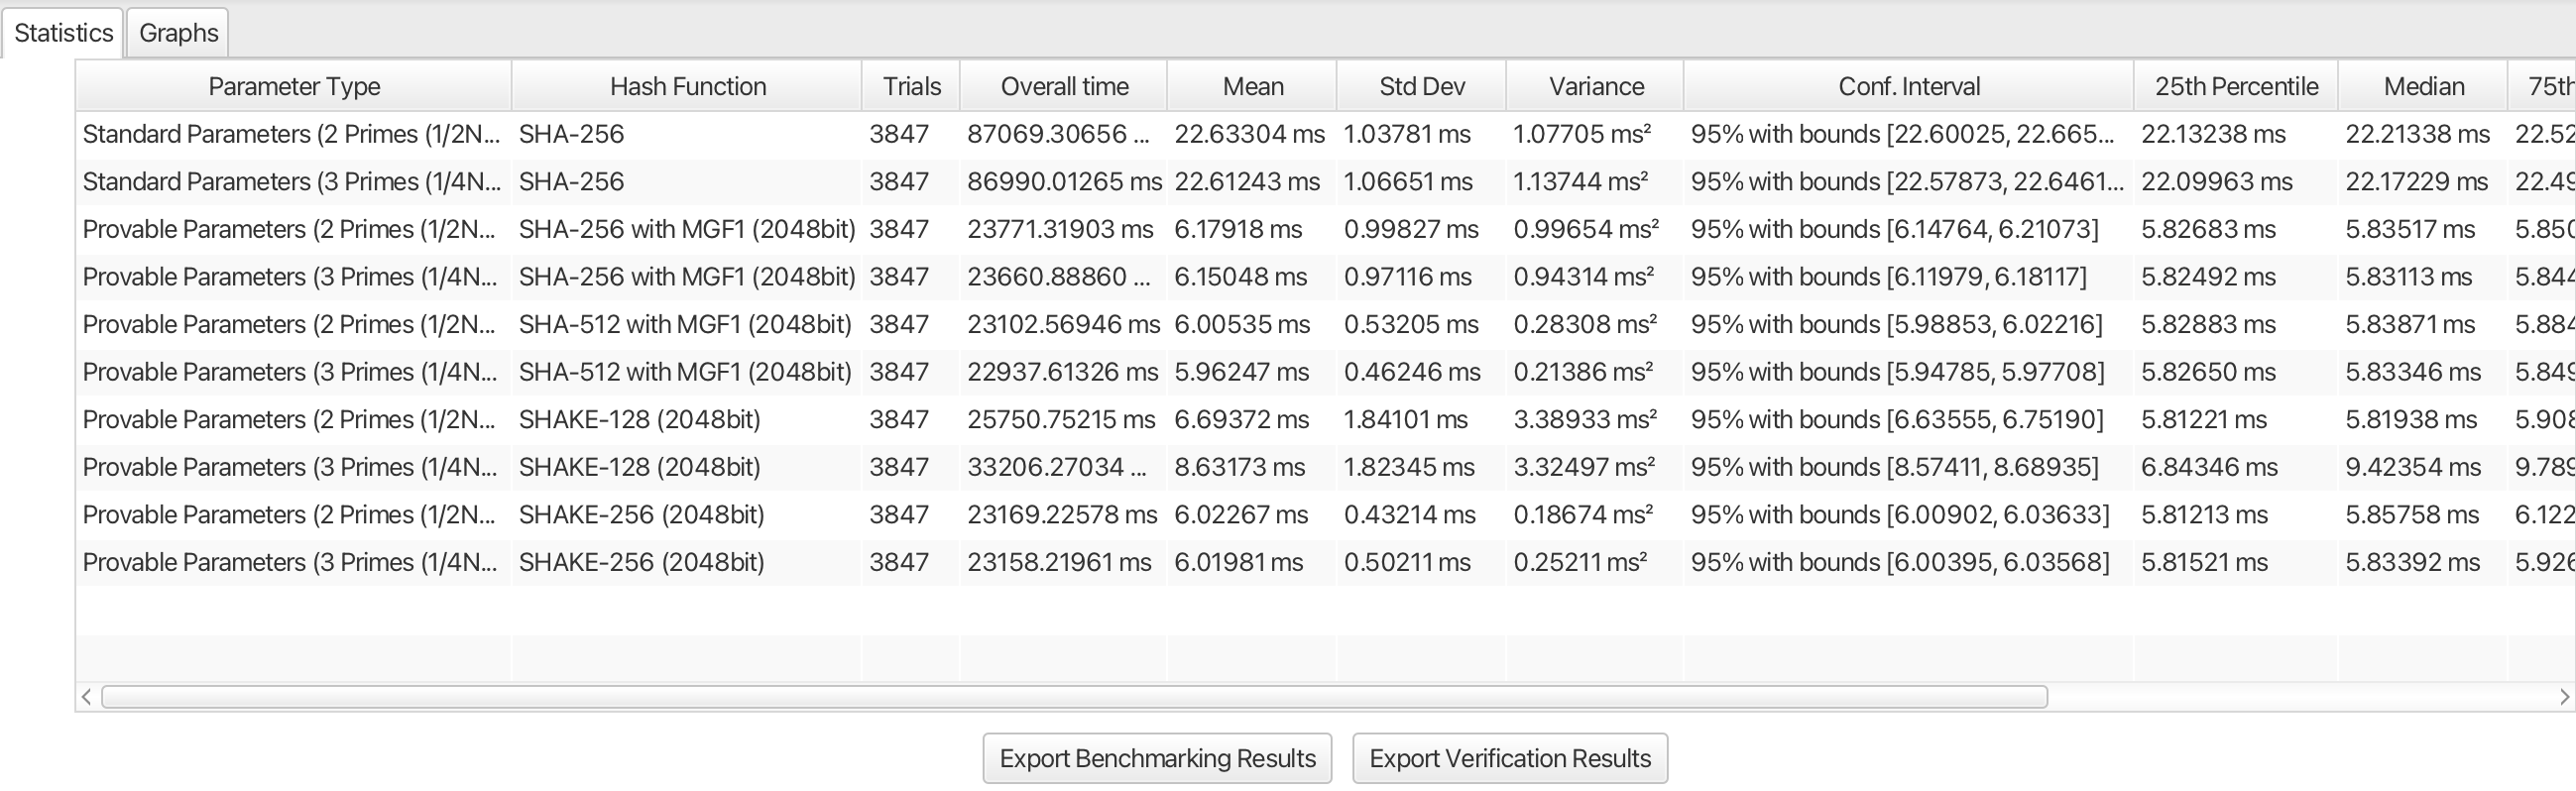 Statistics Graphs
Parameter Type Hash Function Trials Overall time Mean Std Dev Variance Conf. Interval 25th Percentile Median 75th
Standard Parameters (2 Primes (1/2N... SHA-256 3847 87069.30656 ... 22.63304 ms 1.03781 ms 1.07705 ms² 95% with bounds [22.60025, 22.665... 22.13238 ms 22.21338 ms 22.52
Standard Parameters (3 Primes (1/4N... SHA-256 3847 86990.01265 ms 22.61243 ms 1.06651 ms 1.13744 ms² 95% with bounds [22.57873, 22.6461... 22.09963 ms 22.17229 ms 22.49
Provable Parameters (2 Primes (1/2N... SHA-256 with MGF1 (2048bit) 3847 23771.31903 ms 6.17918 ms 0.99827 ms 0.99654 ms² 95% with bounds [6.14764, 6.21073] 5.82683 ms 5.83517 ms 5.850
Provable Parameters (3 Primes (1/4N... SHA-256 with MGF1 (2048bit) 3847 23660.88860 ... 6.15048 ms 0.97116 ms 0.94314 ms² 95% with bounds [6.11979, 6.18117] 5.82492 ms 5.83113 ms 5.844
Provable Parameters (2 Primes (1/2N... SHA-512 with MGF1 (2048bit) 3847 23102.56946 ms 6.00535 ms 0.53205 ms 0.28308 ms² 95% with bounds [5.98853, 6.02216] 5.82883 ms 5.83871 ms 5.884
Provable Parameters (3 Primes (1/4N... SHA-512 with MGF1 (2048bit) 3847 22937.61326 ms 5.96247 ms 0.46246 ms 0.21386 ms² 95% with bounds [5.94785, 5.97708] 5.82650 ms 5.83346 ms 5.849
Provable Parameters (2 Primes (1/2N... SHAKE-128 (2048bit) 3847 25750.75215 ms 6.69372 ms 1.84101 ms 3.38933 ms² 95% with bounds [6.63555, 6.75190] 5.81221 ms 5.81938 ms 5.908
Provable Parameters (3 Primes (1/4N... SHAKE-128 (2048bit) 3847 33206.27034 ... 8.63173 ms 1.82345 ms 3.32497 ms² 95% with bounds [8.57411, 8.68935] 6.84346 ms 9.42354 ms 9.789
Provable Parameters (2 Primes (1/2N... SHAKE-256 (2048bit) 3847 23169.22578 ms 6.02267 ms 0.43214 ms 0.18674 ms² 95% with bounds [6.00902, 6.03633] 5.81213 ms 5.85758 ms 6.122
Provable Parameters (3 Primes (1/4N... SHAKE-256 (2048bit) 3847 23158.21961 ms 6.01981 ms 0.50211 ms 0.25211 ms² 95% with bounds [6.00395, 6.03568] 5.81521 ms 5.83392 ms 5.926
Export Benchmarking Results Export Verification Results